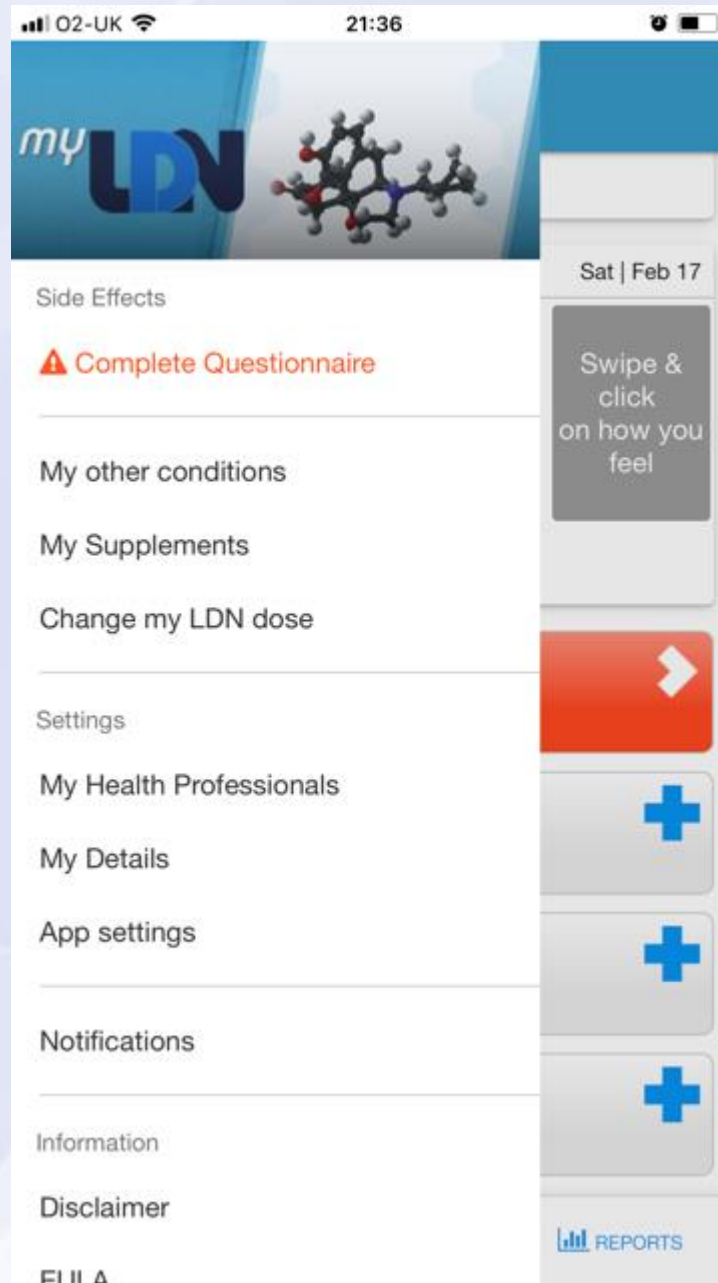 O2-UK 21:36
my LDN
Sat | Feb 17
Side Effects
Complete Questionnaire
Swipe &
click
on how you
feel
My other conditions
My Supplements
Change my LDN dose
Settings
My Health Professionals
My Details
App settings
Notifications
Information
Disclaimer
EULA
REPORTS